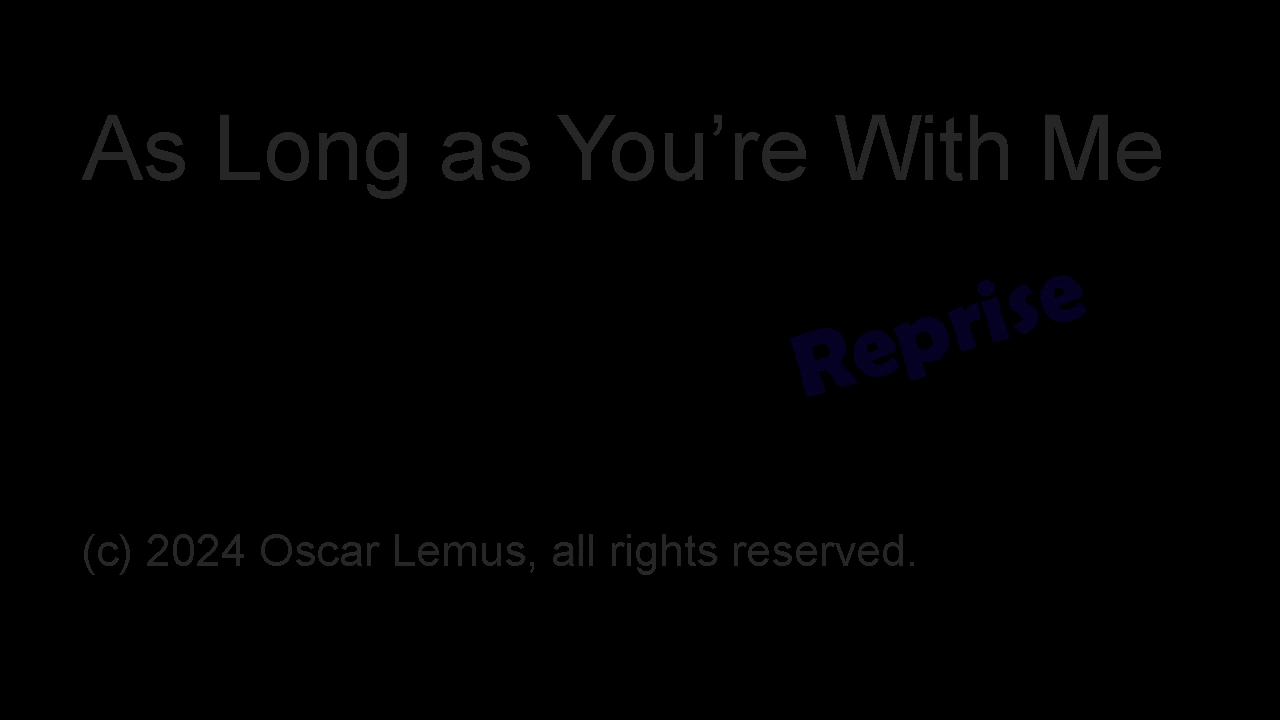 As Long as You’re With Me
Reprise
(c) 2024 Oscar Lemus, all rights reserved.